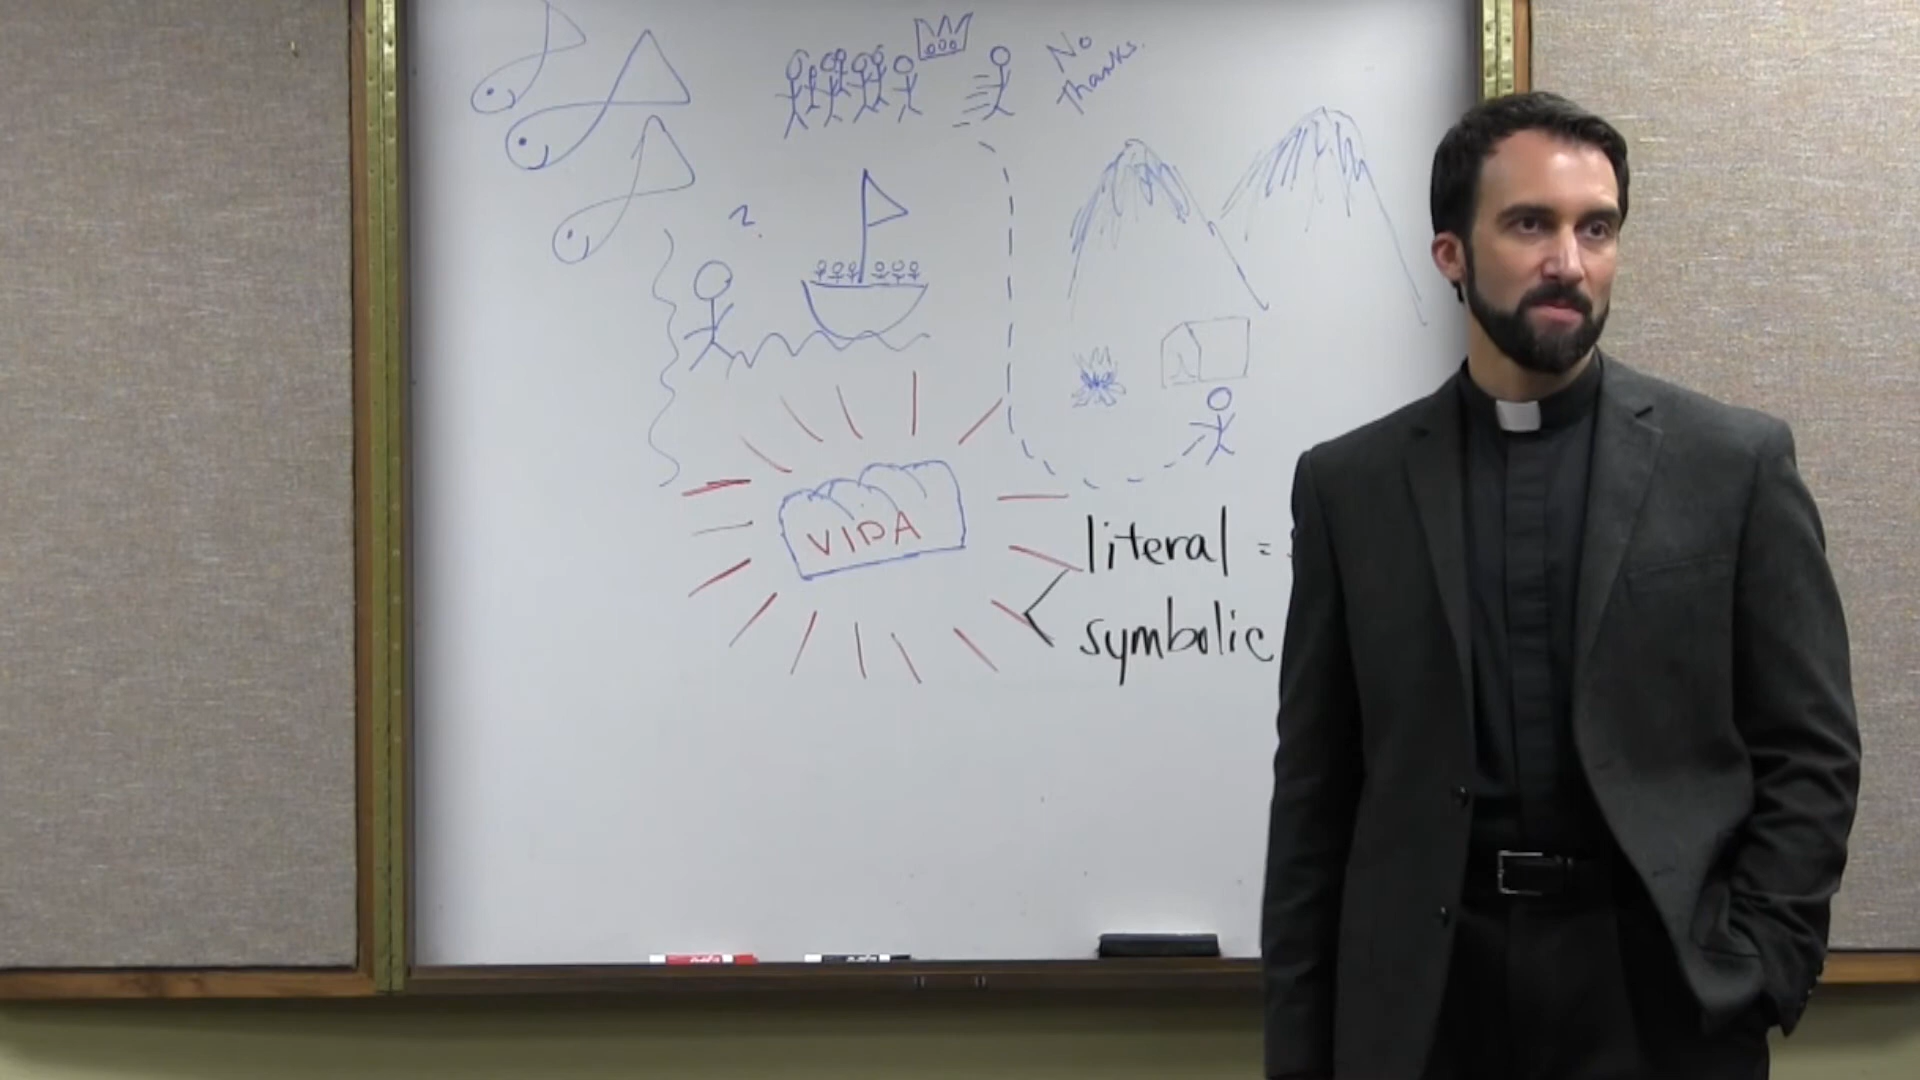 No
Thanks.
?
VIDA
literal =
symbolic